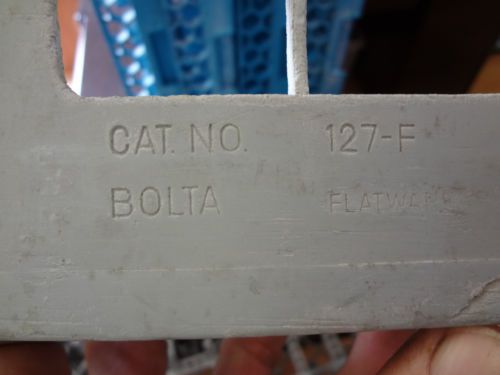 CAT. NO. 127-F
BOLTA FLATWARE